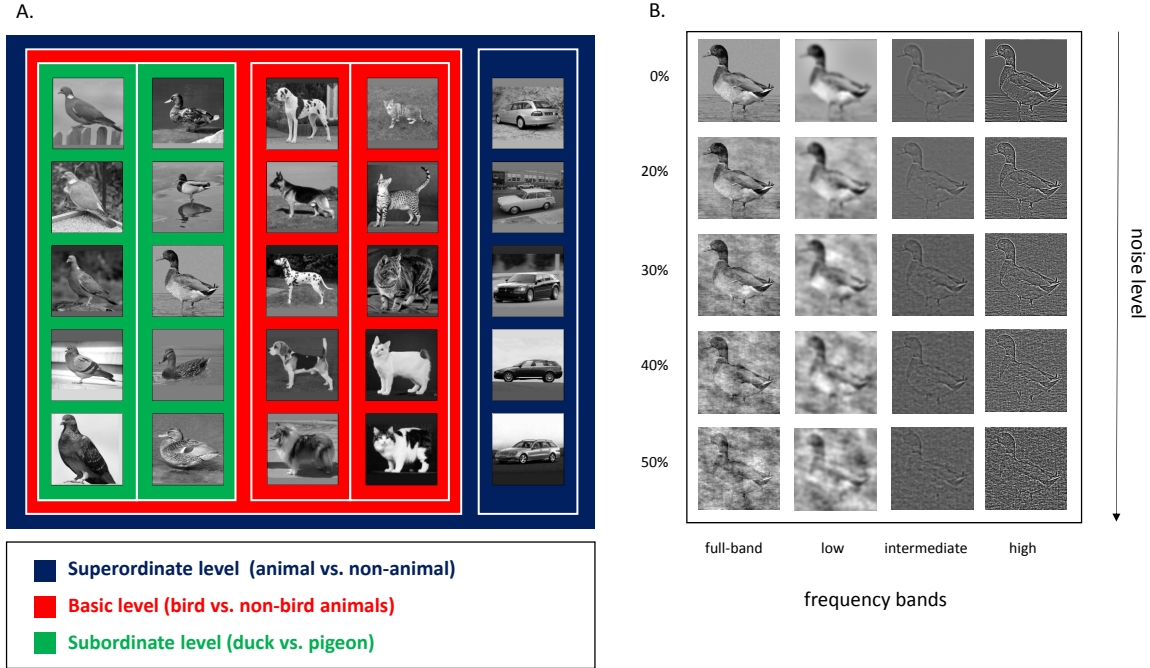 A.
Superordinate level (animal vs. non-animal)
Basic level (bird vs. non-bird animals)
Subordinate level (duck vs. pigeon)
B.
0%
20%
30%
40%
50%
noise level
full-band low intermediate high
frequency bands